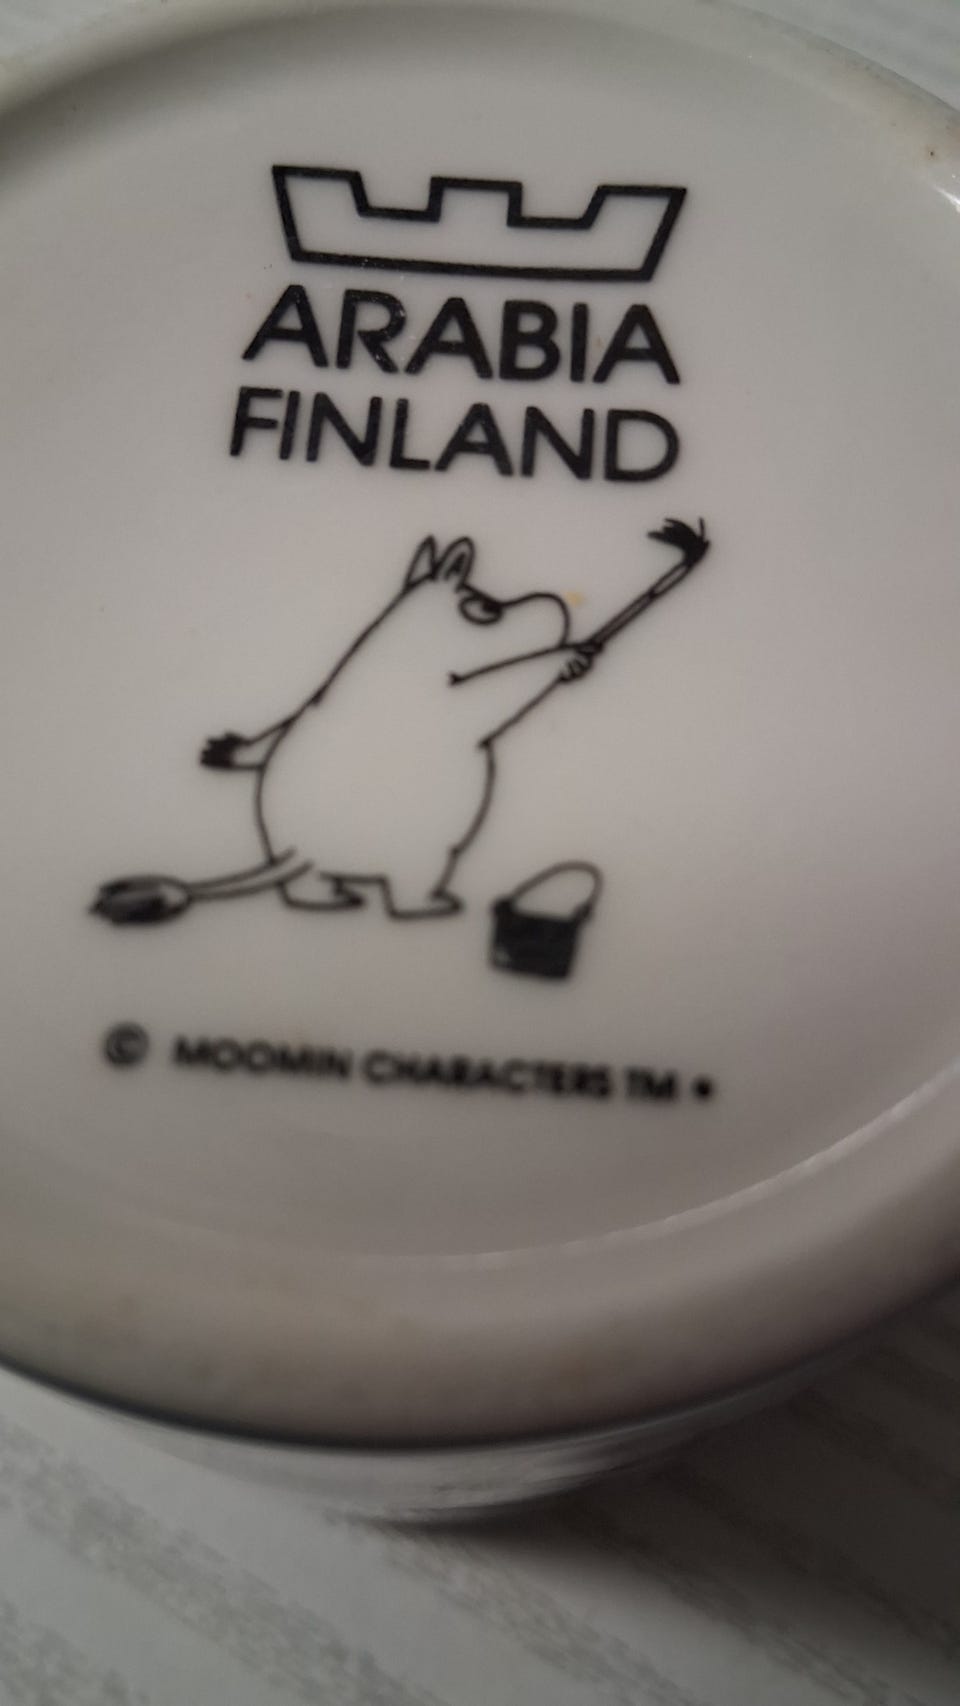 ARABIA
FINLAND
© MOOMIN CHARACTERS TM •